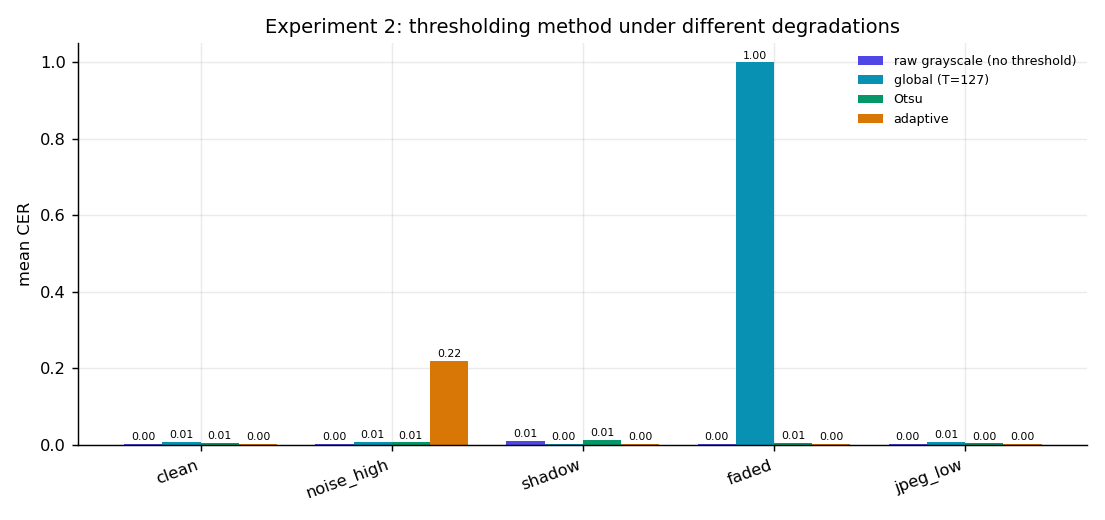 Experiment 2: thresholding method under different degradations
raw grayscale (no threshold)
global (T=127)
Otsu
adaptive
mean CER
1.0
0.8
0.6
0.4
0.2
0.0
0.00 0.01 0.01 0.00
0.00 0.01 0.01 0.22
0.01 0.00 0.01 0.00
0.00 1.00 0.01 0.00
0.00 0.01 0.00 0.00
clean noise_high shadow faded jpeg_low